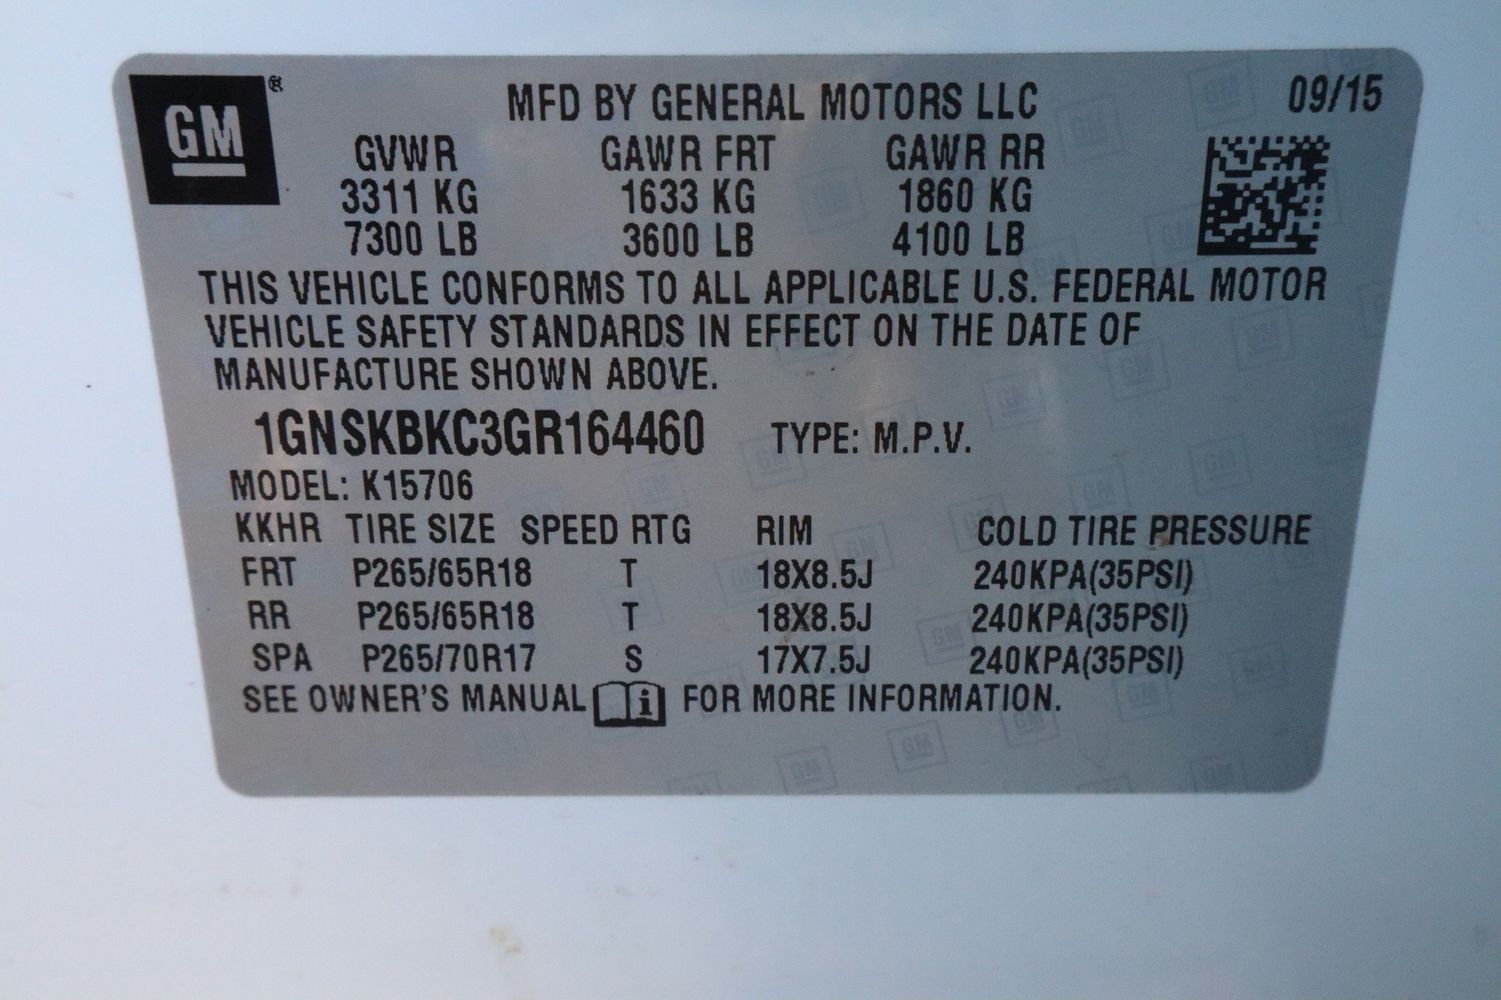 GM ® MFD BY GENERAL MOTORS LLC 09/15
GVWR GAWR FRT GAWR RR
3311 KG 1633 KG 1860 KG
7300 LB 3600 LB 4100 LB
THIS VEHICLE CONFORMS TO ALL APPLICABLE U.S. FEDERAL MOTOR
VEHICLE SAFETY STANDARDS IN EFFECT ON THE DATE OF
MANUFACTURE SHOWN ABOVE.
1GNSKBKC3GR164460 TYPE: M.P.V.
MODEL: K15706
KKHR TIRE SIZE SPEED RTG RIM COLD TIRE PRESSURE
FRT P265/65R18 T 18X8.5J 240KPA(35PSI)
RR P265/65R18 T 18X8.5J 240KPA(35PSI)
SPA P265/70R17 S 17X7.5J 240KPA(35PSI)
SEE OWNER'S MANUAL i FOR MORE INFORMATION.